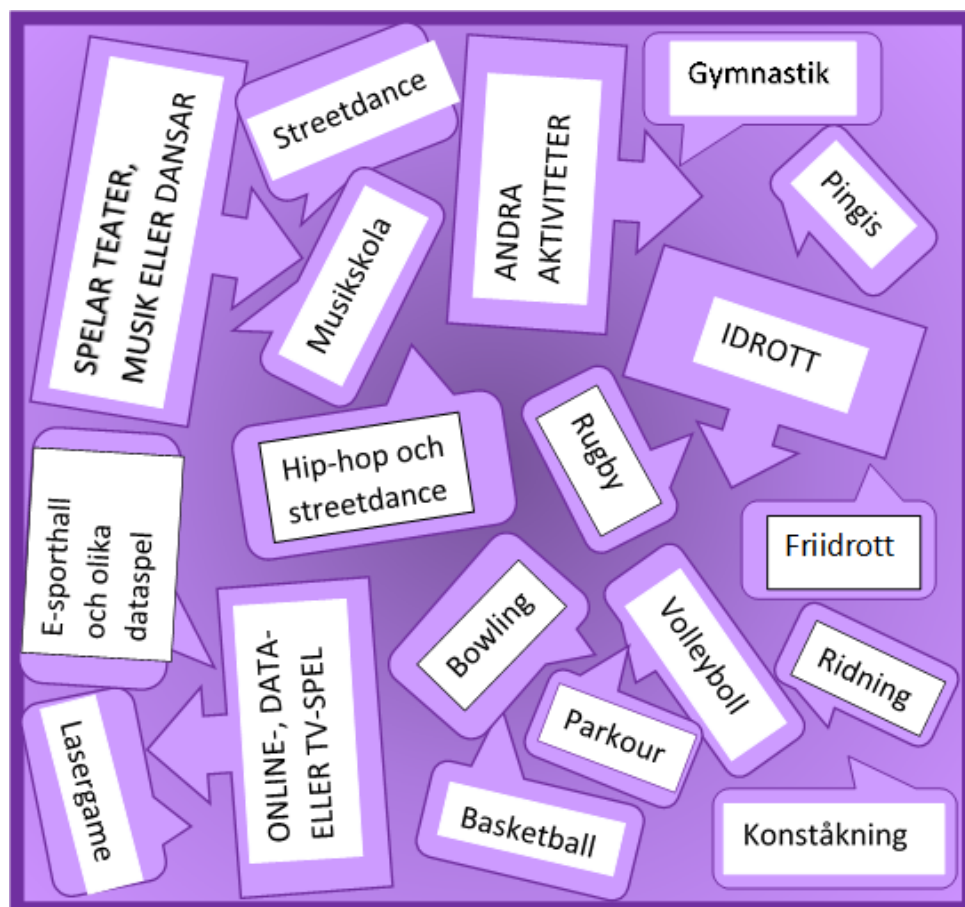 SPELAR TEATER,
MUSIK ELLER DANSAR
Streetdance
Musikskola
Hip-hop och
streetdance
ANDRA
AKTIVITETER
Gymnastik
Pingis
IDROTT
Rugby
Friidrott
E-sporthall
och olika
dataspel
ONLINE-, DATA-
ELLER TV-SPEL
Lasergame
Bowling
Volleyboll
Ridning
Parkour
Basketball
Konståkning